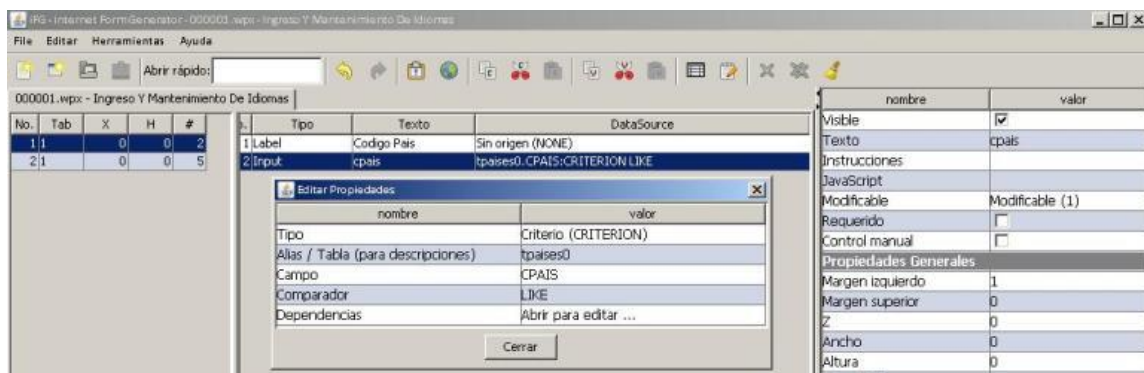 iFG - Internet FormGenerator - 000001.wpx - Ingreso Y Mantenimiento De Idiomas
File Editar Herramientas Ayuda
Abrir rápido:
000001.wpx - Ingreso Y Mantenimiento De Idiomas
No. Tab X H #
1 1 0 0 2
2 1 0 0 5
Tipo Texto DataSource
1 Label Codigo Pais Sin origen (NONE)
2 Input cpais tpaises0.CPAIS:CRITERION LIKE
Editar Propiedades
nombre valor
Tipo Criterio (CRITERION)
Alias / Tabla (para descripciones) tpaises0
Campo CPAIS
Comparador LIKE
Dependencias Abrir para editar ...
Cerrar
nombre valor
Visible
Texto cpais
Instrucciones
JavaScript
Modificable Modificable (1)
Requerido
Control manual
Propiedades Generales
Margen izquierdo 1
Margen superior 0
Z 0
Ancho 0
Altura 0